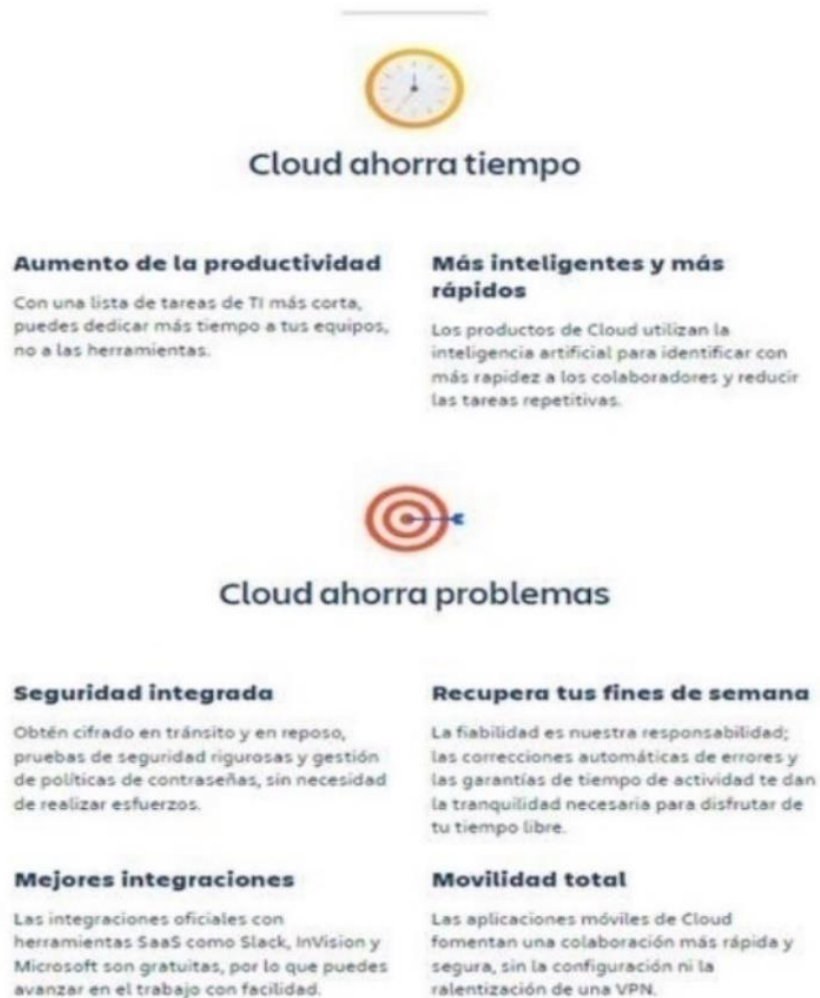 Cloud ahorra tiempo
Aumento de la productividad
Con una lista de tareas de TI más corta,
puedes dedicar más tiempo a tus equipos,
no a las herramientas.
Más inteligentes y más
rápidos
Los productos de Cloud utilizan la
inteligencia artificial para identificar con
más rapidez a los colaboradores y reducir
las tareas repetitivas.
Cloud ahorra problemas
Seguridad integrada
Obtén cifrado en tránsito y en reposo,
pruebas de seguridad rigurosas y gestión
de políticas de contraseñas, sin necesidad
de realizar esfuerzos.
Recupera tus fines de semana
La fiabilidad es nuestra responsabilidad;
las correcciones automáticas de errores y
las garantías de tiempo de actividad te dan
la tranquilidad necesaria para disfrutar de
tu tiempo libre.
Mejores integraciones
Las integraciones oficiales con
herramientas SaaS como Slack, InVision y
Microsoft son gratuitas, por lo que puedes
avanzar en el trabajo con facilidad.
Movilidad total
Las aplicaciones móviles de Cloud
fomentan una colaboración más rápida y
segura, sin la configuración ni la
ralentización de una VPN.